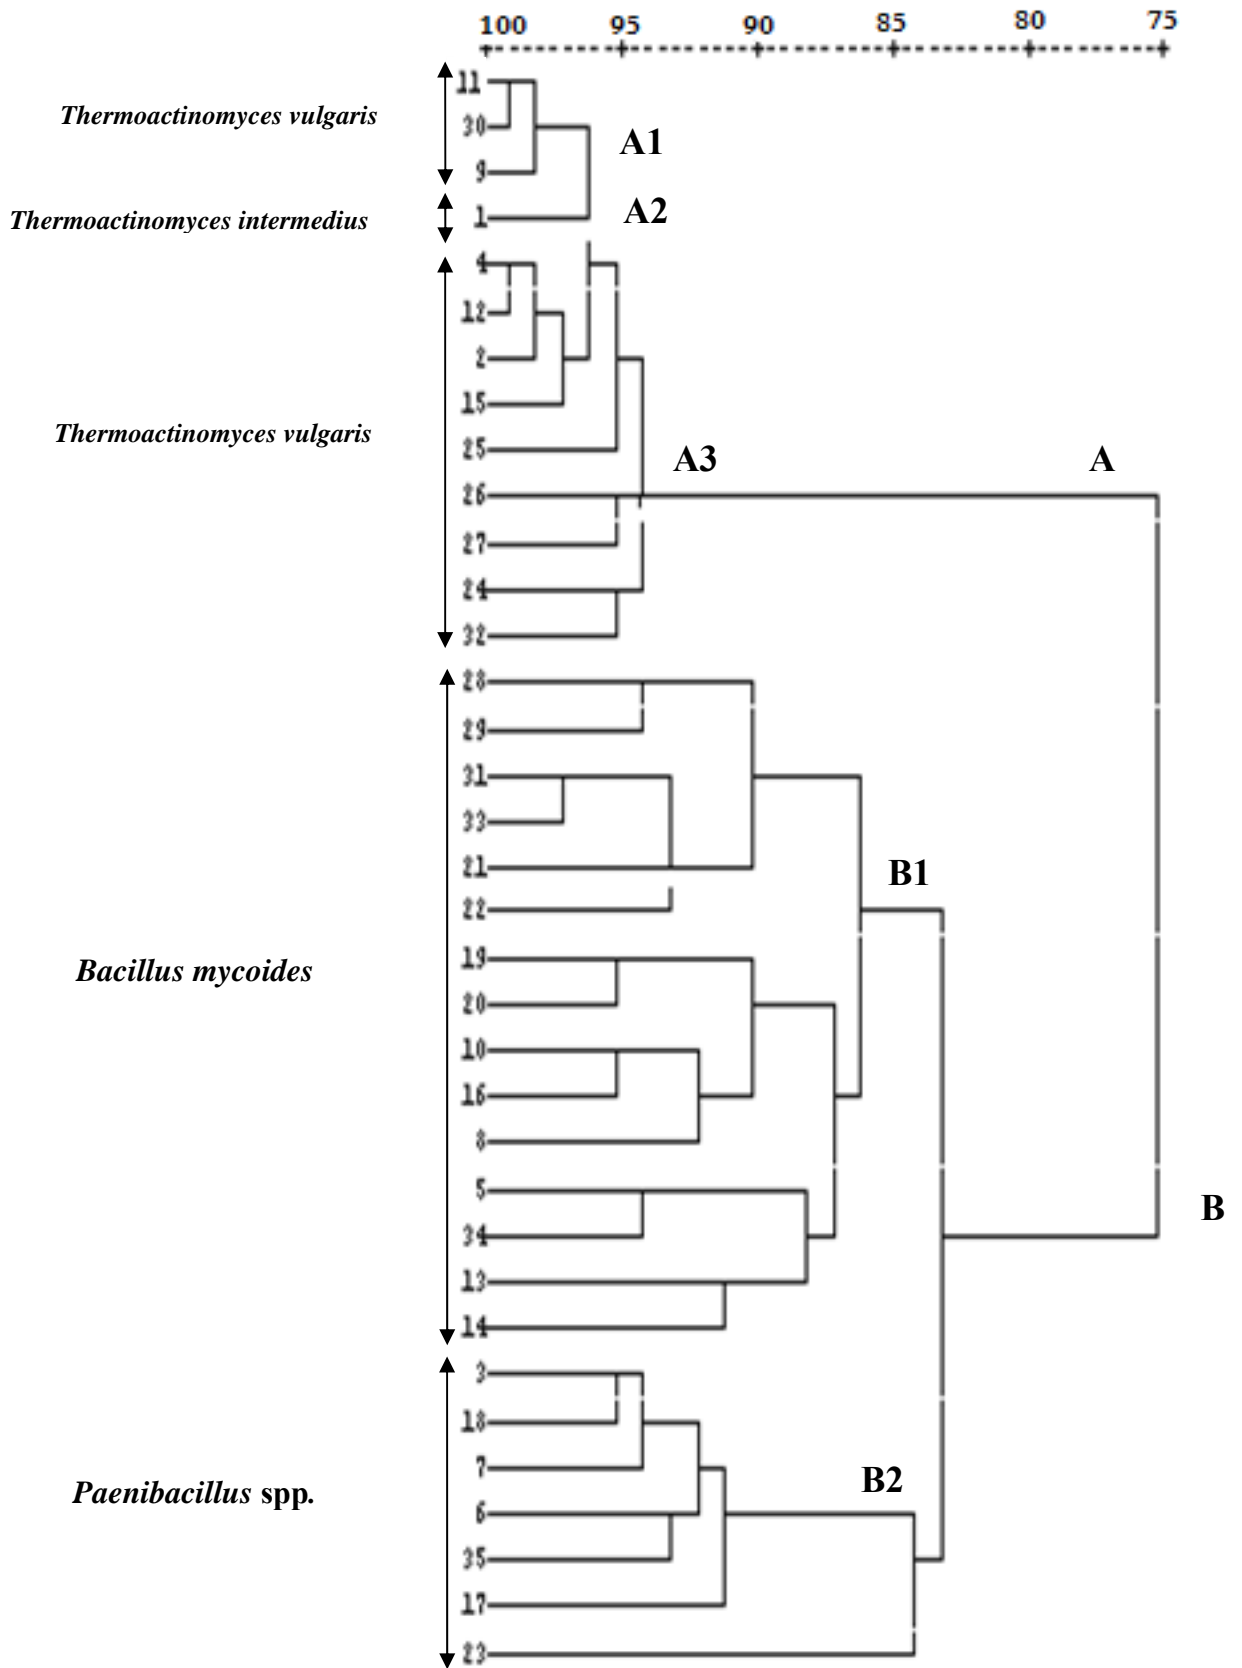 100 95 90 85 80 75
11
Thermoactinomyces vulgaris
30
A1
9
Thermoactinomyces intermedius
1
A2
4
12
2
15
Thermoactinomyces vulgaris
25
A3
A
26
27
24
32
28
29
31
33
21
B1
22
19
Bacillus mycoides
20
10
16
8
5
B
34
13
14
3
18
7
B2
Paenibacillus spp.
6
35
17
23